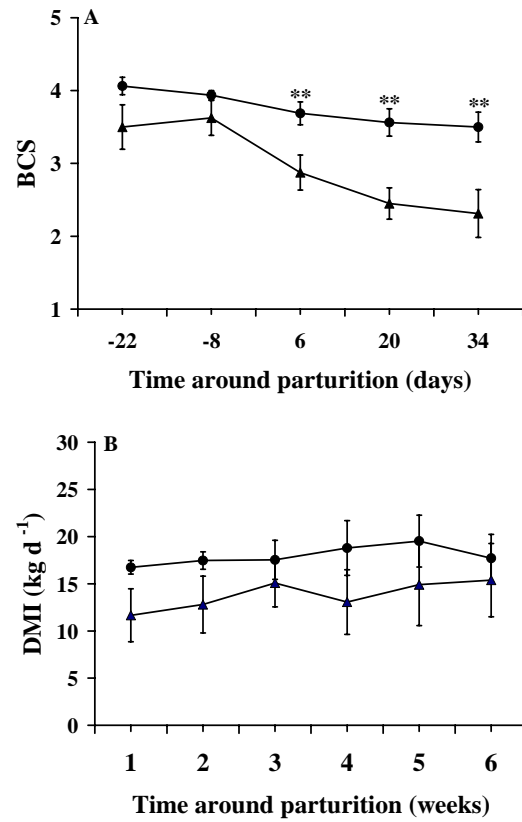 A
5
4
3
2
1
BCS
** ** **
-22 -8 6 20 34
Time around parturition (days)
B
30
25
20
15
10
5
0
DMI (kg d -1)
1 2 3 4 5 6
Time around parturition (weeks)